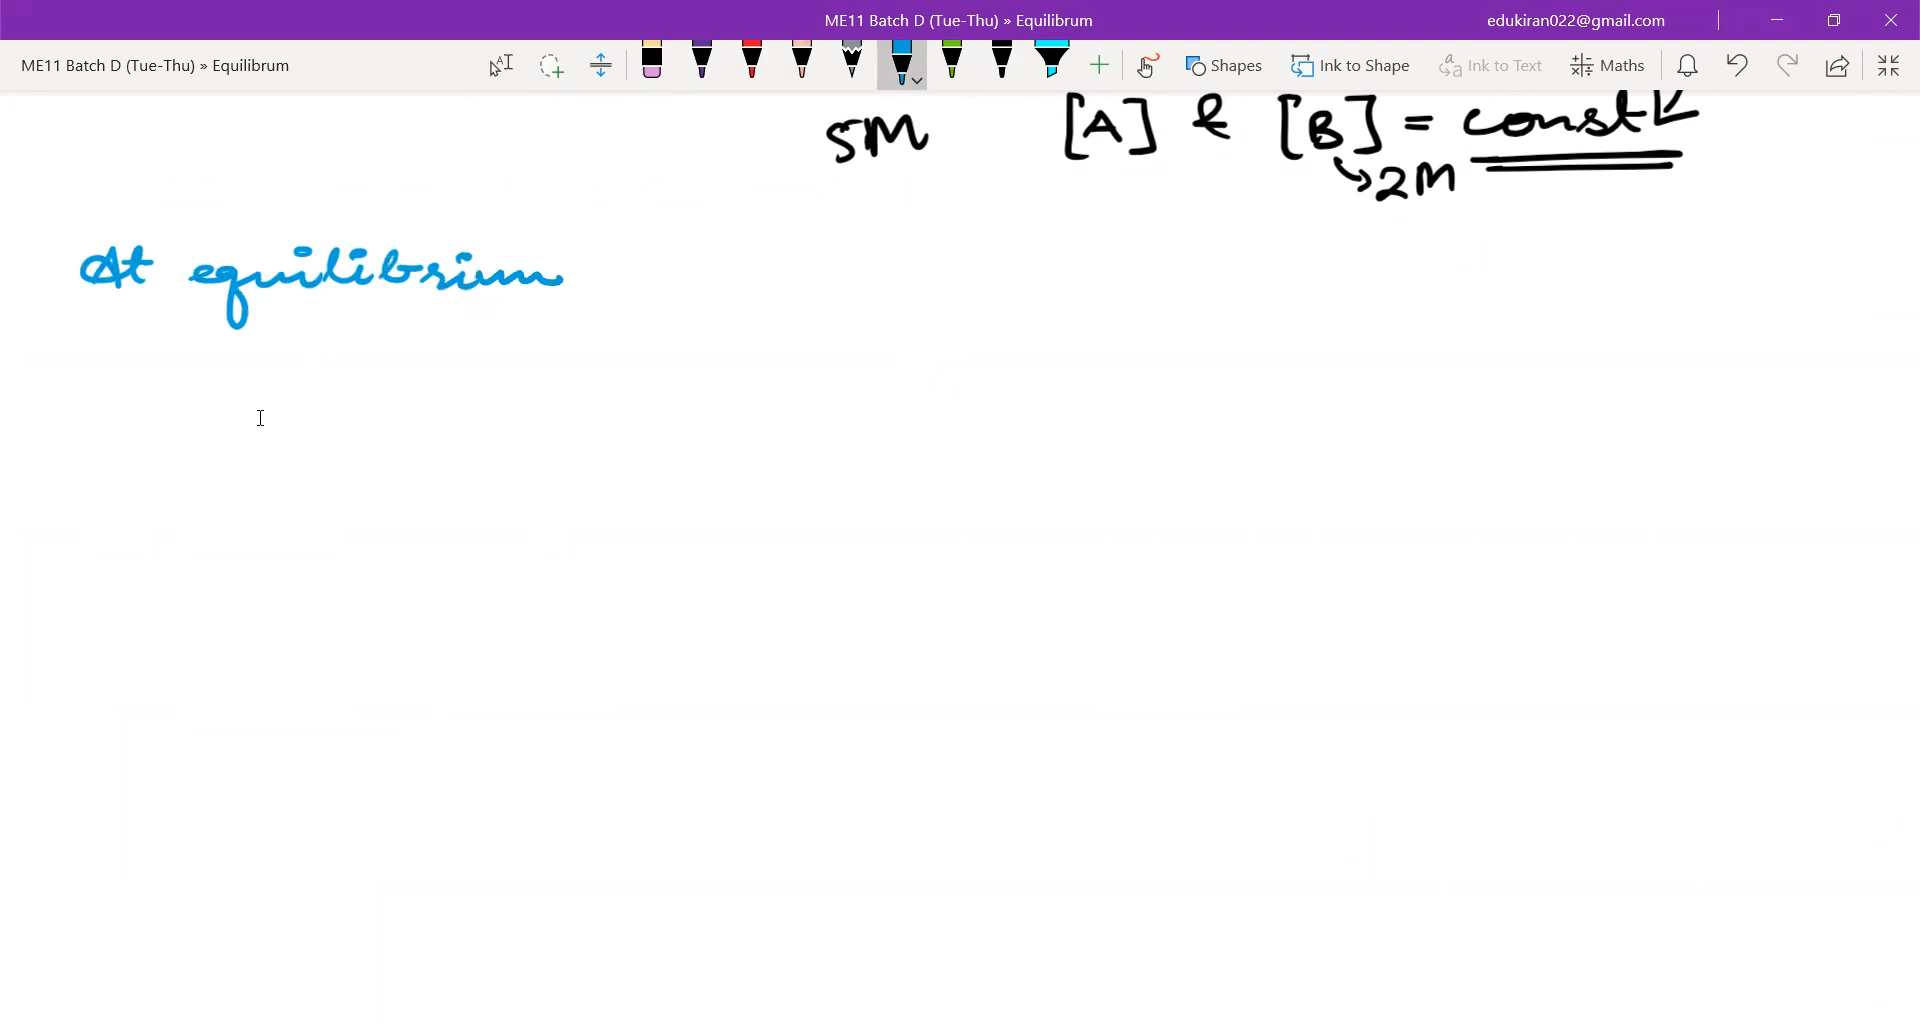 ME11 Batch D (Tue-Thu) » Equilibrum
edukiran022@gmail.com
ME11 Batch D (Tue-Thu) » Equilibrum
Shapes
Ink to Shape
Ink to Text
Maths
5M [A] & [B] = const
2M
At equilibrium